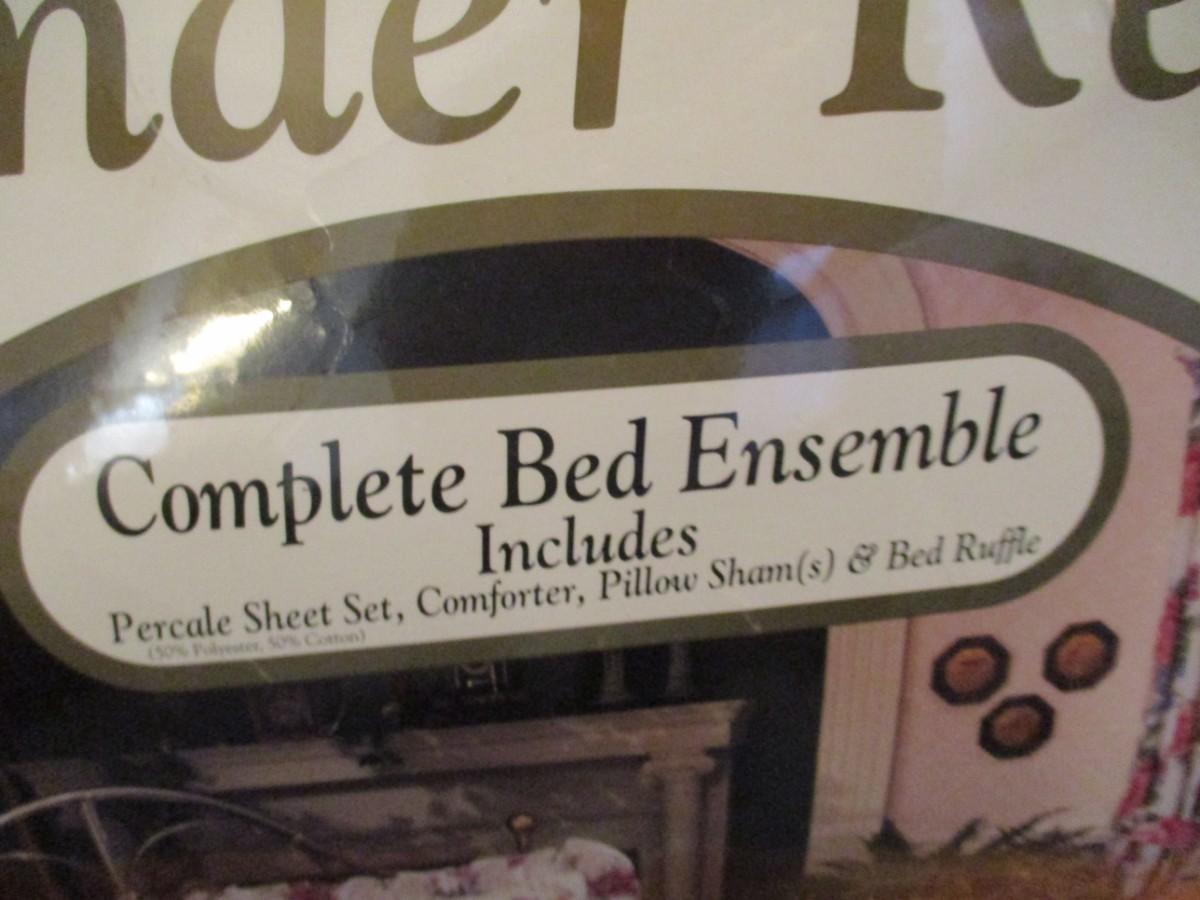 Complete Bed Ensemble
Includes
Percale Sheet Set, Comforter, Pillow Sham(s) & Bed Ruffle
(50% Polyester, 50% Cotton)